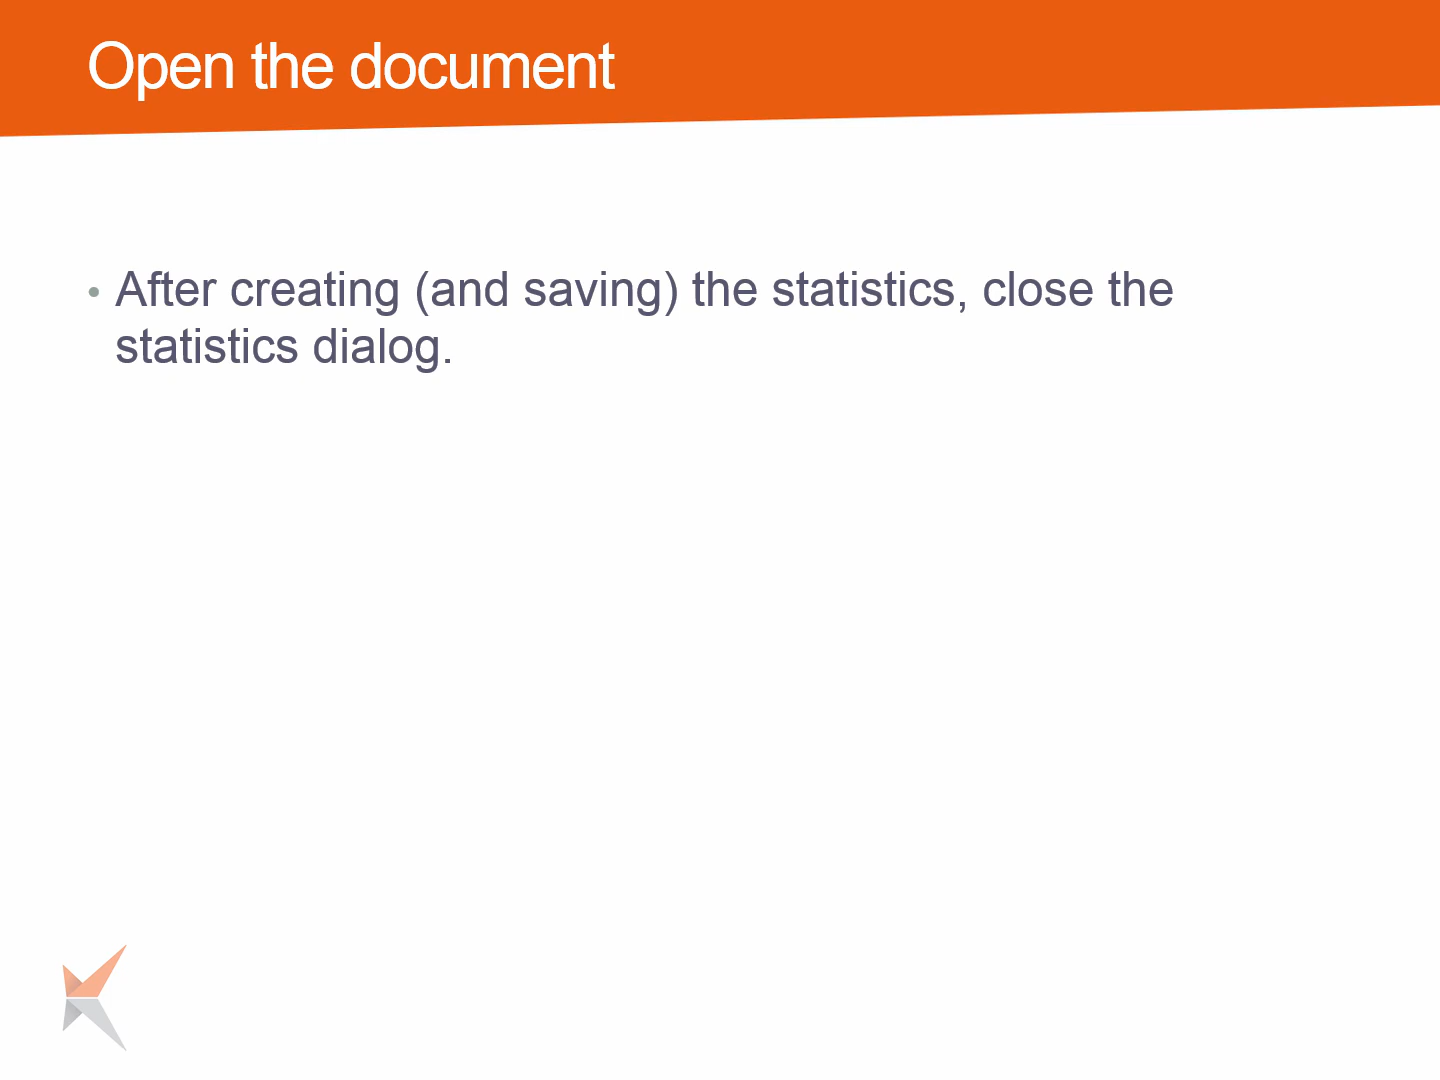 Open the document
• After creating (and saving) the statistics, close the
statistics dialog.